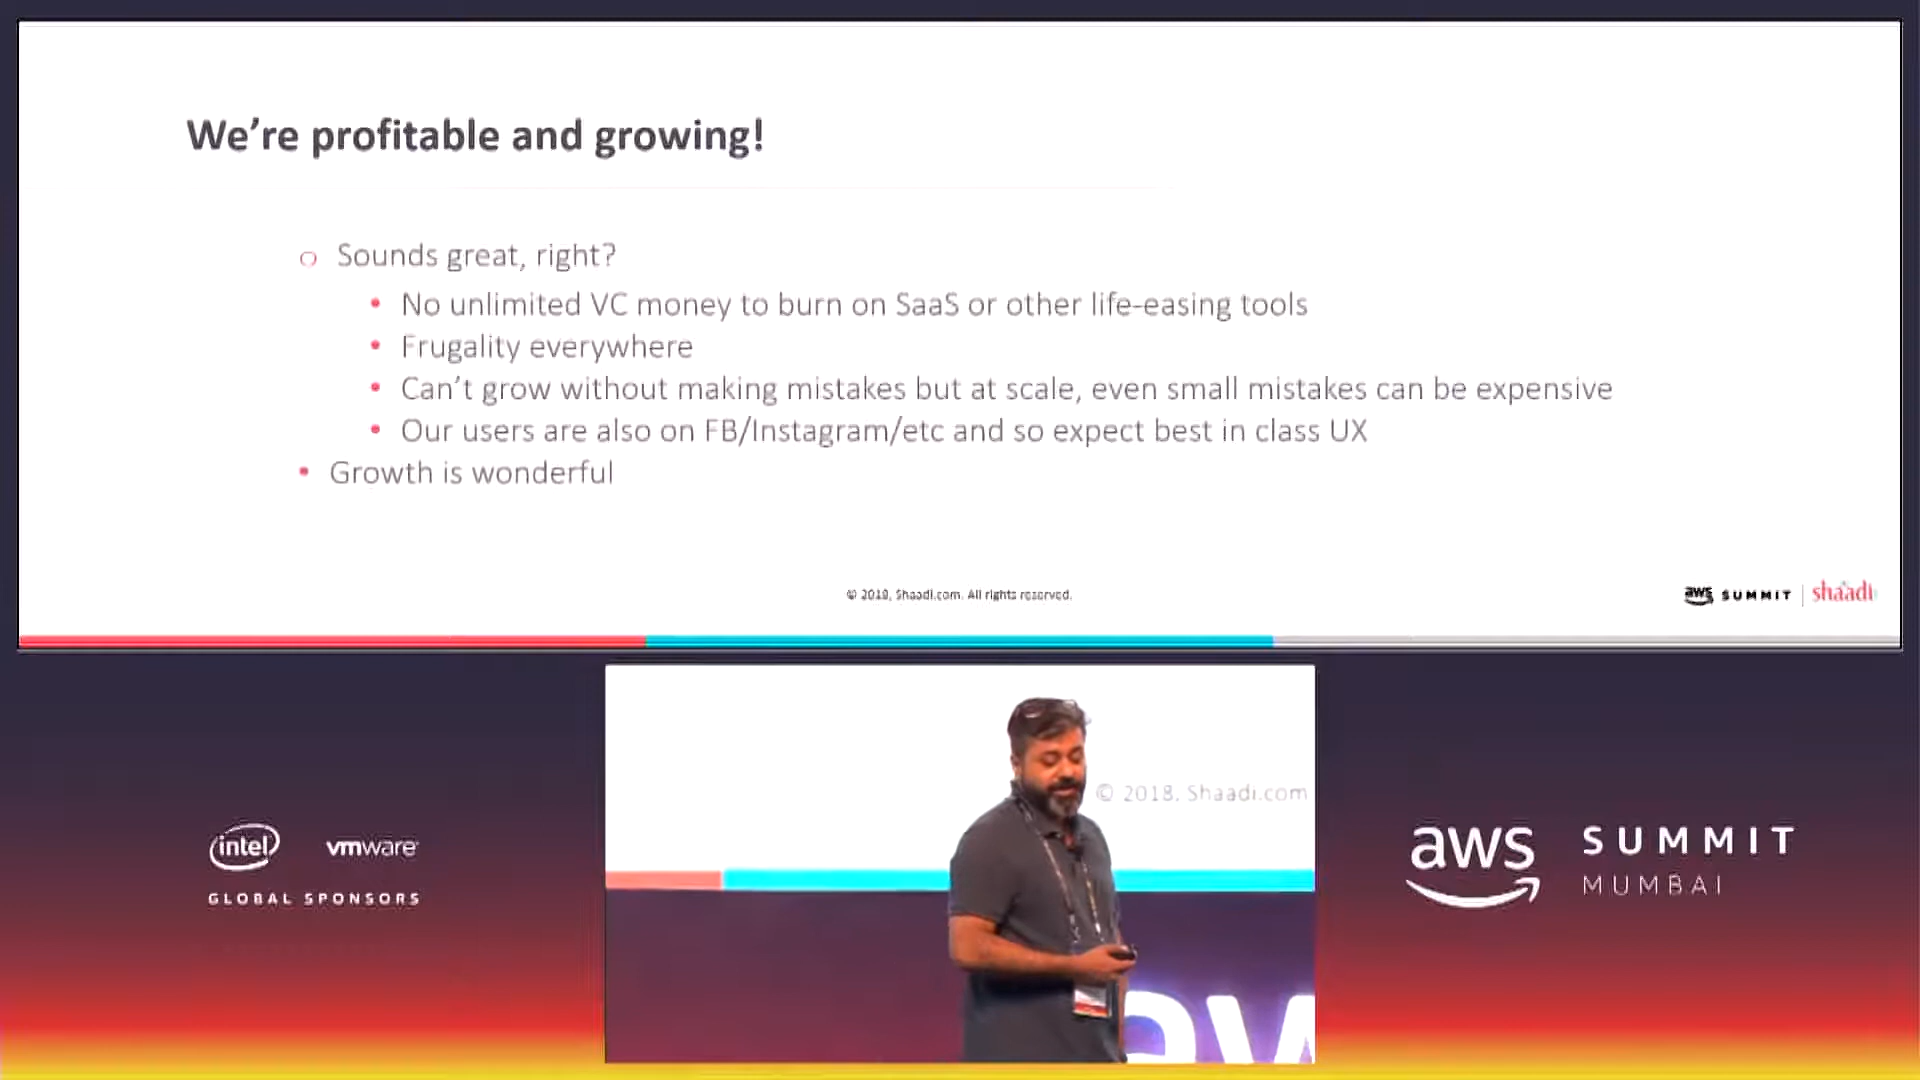 We're profitable and growing!
Sounds great, right?
No unlimited VC money to burn on SaaS or other life-easing tools
Frugality everywhere
Can't grow without making mistakes but at scale, even small mistakes can be expensive
Our users are also on FB/Instagram/etc and so expect best in class UX
Growth is wonderful
© 2018, Shaadi.com. All rights reserved.
aws SUMMIT | shaadi
© 2018, Shaadi.com
intel vmware
GLOBAL SPONSORS
aws SUMMIT
MUMBAI
aw